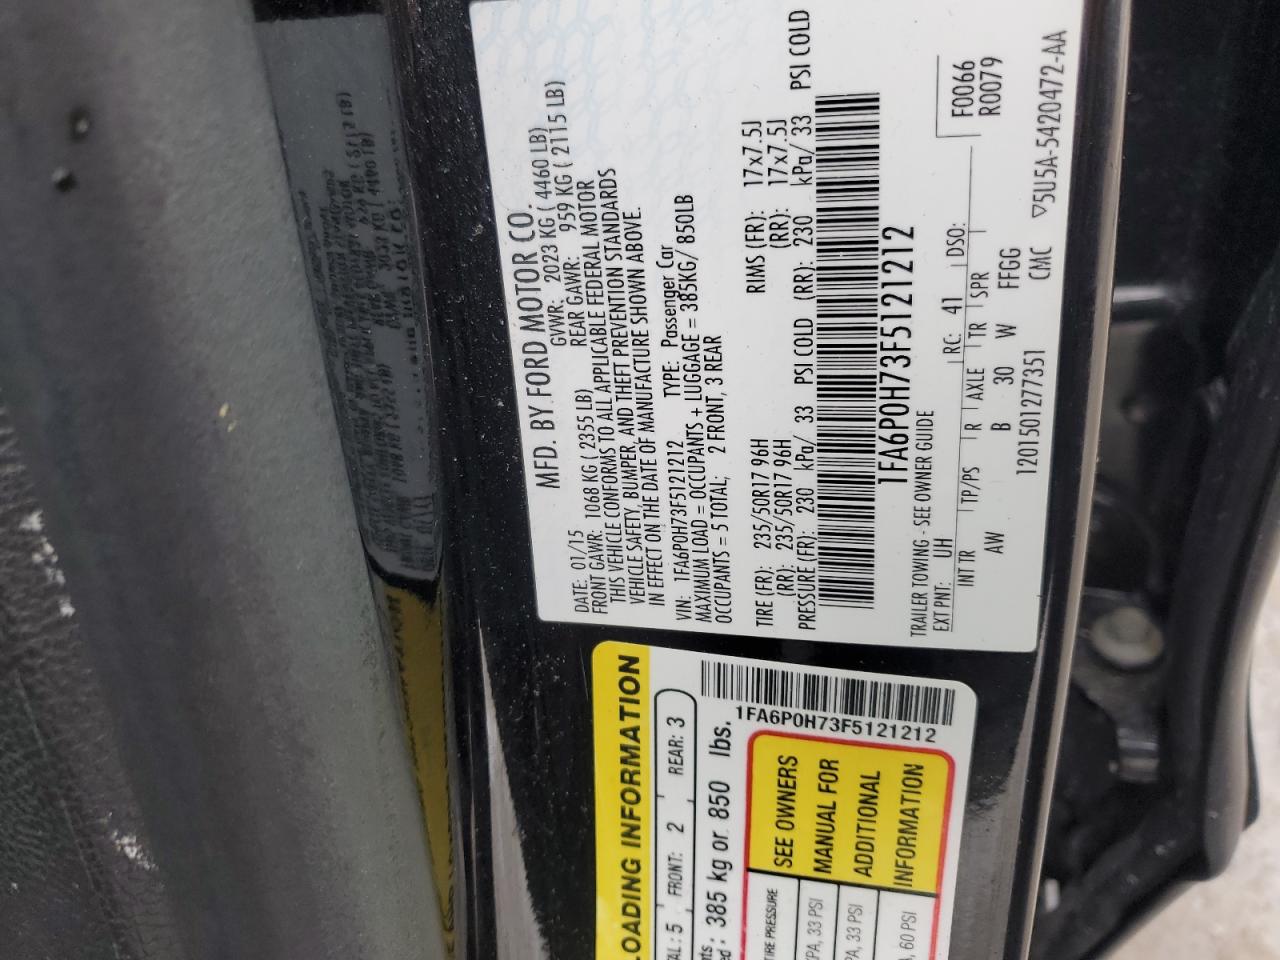 MFD. BY FORD MOTOR CO.
DATE: 01/15 GVWR: 2023 KG ( 4460 LB)
FRONT GAWR: 1068 KG ( 2355 LB) REAR GAWR: 959 KG ( 2115 LB)
THIS VEHICLE CONFORMS TO ALL APPLICABLE FEDERAL MOTOR
VEHICLE SAFETY, BUMPER, AND THEFT PREVENTION STANDARDS
IN EFFECT ON THE DATE OF MANUFACTURE SHOWN ABOVE.
VIN: 1FA6P0H73F5121212 TYPE: Passenger Car
MAXIMUM LOAD = OCCUPANTS + LUGGAGE = 385KG/ 850LB
OCCUPANTS = 5 TOTAL; 2 FRONT, 3 REAR
TIRE (FR): 235/50R17 96H RIMS (FR): 17x7.5J
(RR): 235/50R17 96H (RR): 17x7.5J
PRESSURE (FR): 230 kPa/ 33 PSI COLD (RR): 230 kPa/ 33 PSI COLD
1FA6P0H73F5121212
TRAILER TOWING - SEE OWNER GUIDE
EXT PNT: UH RC: 41 DSO:
F0066
R0079
INT TR TP/PS R AXLE TR SPR
AW B 30 W FFGG
12015012777351 CMC ▽5U5A-5420472-AA
LOADING INFORMATION
5 FRONT: 2 REAR: 3
385 kg or 850 lbs.
1FA6P0H73F5121212
TIRE PRESSURE
33 PSI
33 PSI
60 PSI
SEE OWNERS
MANUAL FOR
ADDITIONAL
INFORMATION